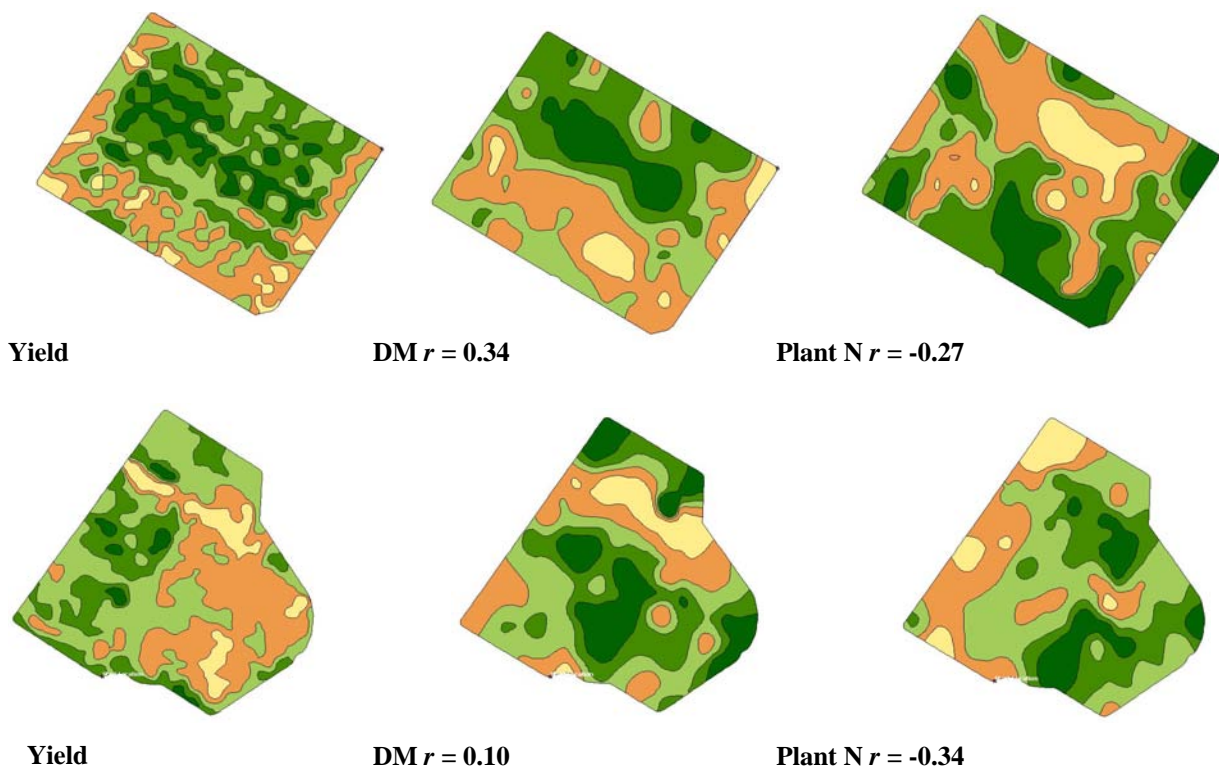 Yield DM r = 0.34 Plant N r = -0.27
Yield DM r = 0.10 Plant N r = -0.34